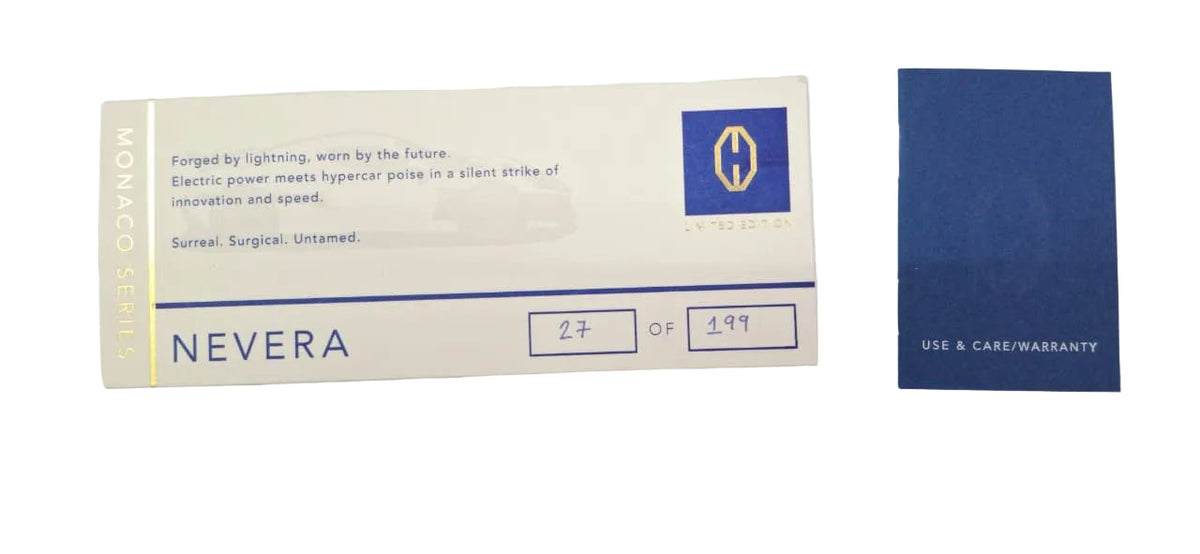 MONACO SERIES
Forged by lightning, worn by the future.
Electric power meets hypercar poise in a silent strike of
innovation and speed.
Surreal. Surgical. Untamed.
LIMITED EDITION
NEVERA
27 OF 199
USE & CARE/WARRANTY